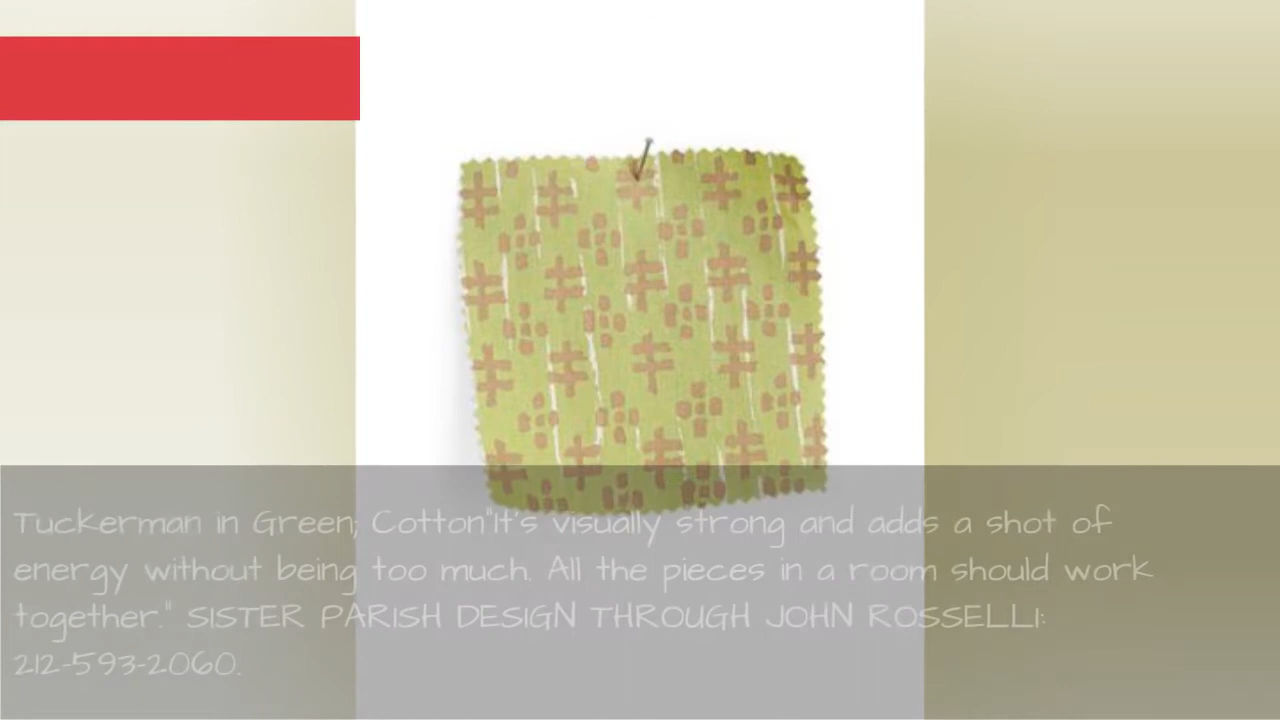 Tuckerman in Green; Cotton"It's visually strong and adds a shot of
energy without being too much. All the pieces in a room should work
together." SISTER PARISH DESIGN THROUGH JOHN ROSSELLI:
212-593-2060.